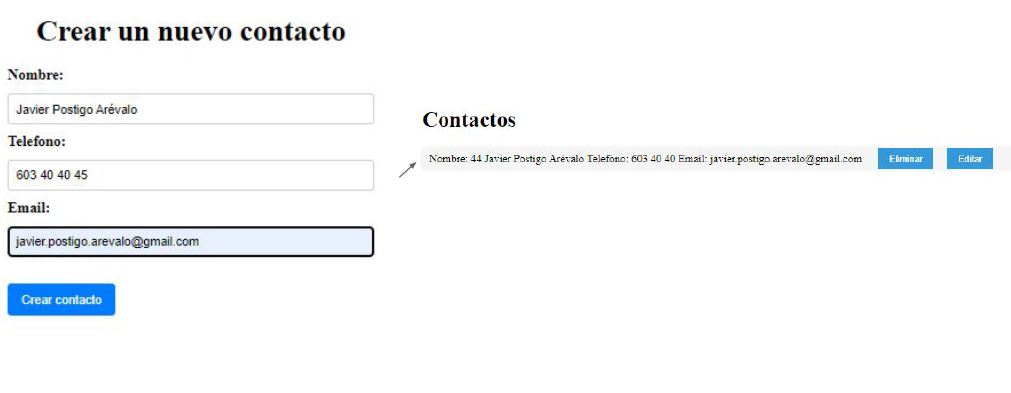 Crear un nuevo contacto
Nombre:
Javier Postigo Arévalo
Telefono:
603 40 40 45
Email:
javier.postigo.arevalo@gmail.com
Crear contacto
Contactos
Nombre: 44 Javier Postigo Arévalo Telefono: 603 40 40 Email: javier.postigo.arevalo@gmail.com Eliminar Editar